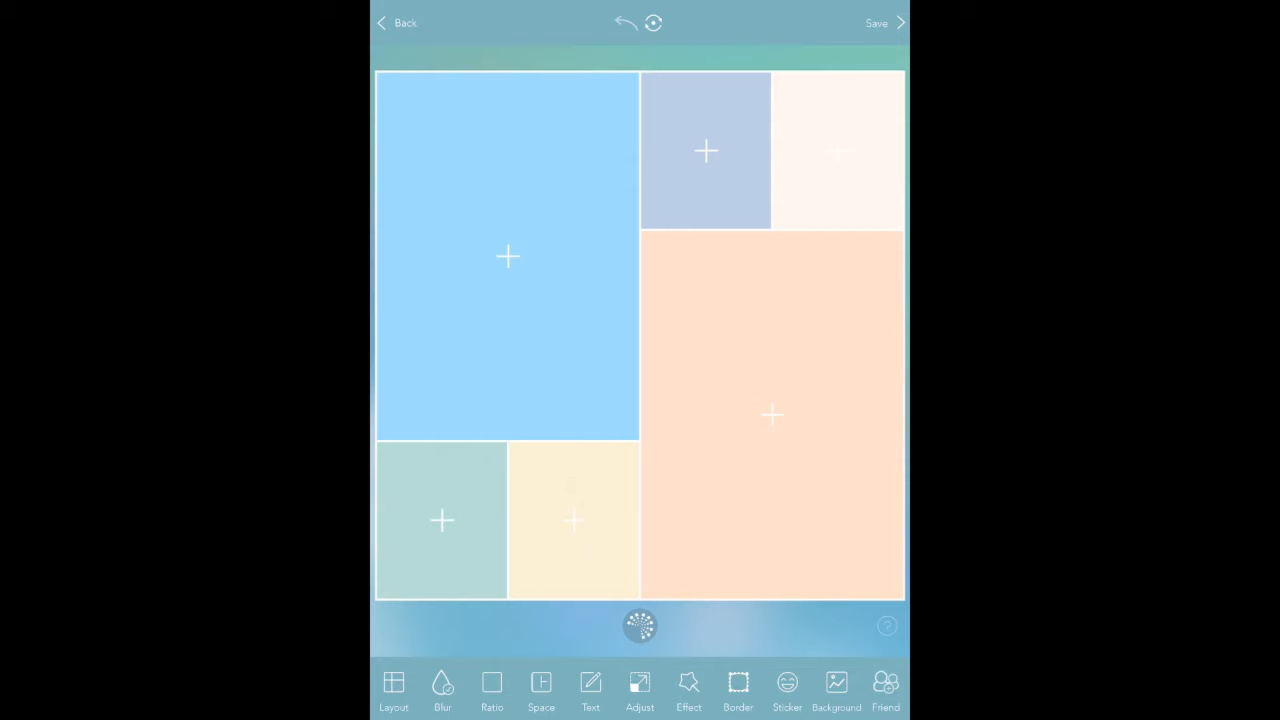 Back
Save
?
Layout
Blur
Ratio
Space
Text
Adjust
Effect
Border
Sticker
Background
Friend